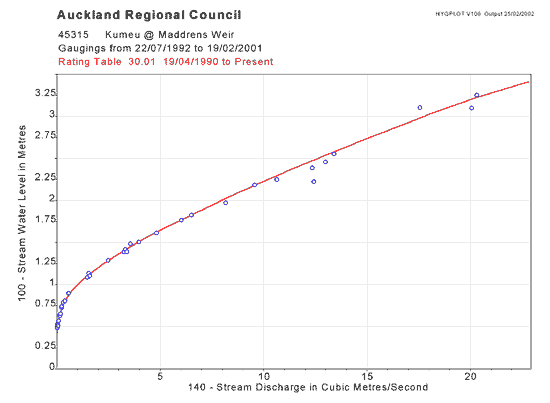 Auckland Regional Council
HYGPLOT V106 Output 25/02/2002
45315 Kumeu @ Maddrens Weir
Gaugings from 22/07/1992 to 19/02/2001
Rating Table 30.01 19/04/1990 to Present
3.25
3
2.75
2.5
2.25
2
1.75
1.5
1.25
1
0.75
0.5
0.25
0
100 - Stream Water Level in Metres
5
10
15
20
140 - Stream Discharge in Cubic Metres/Second